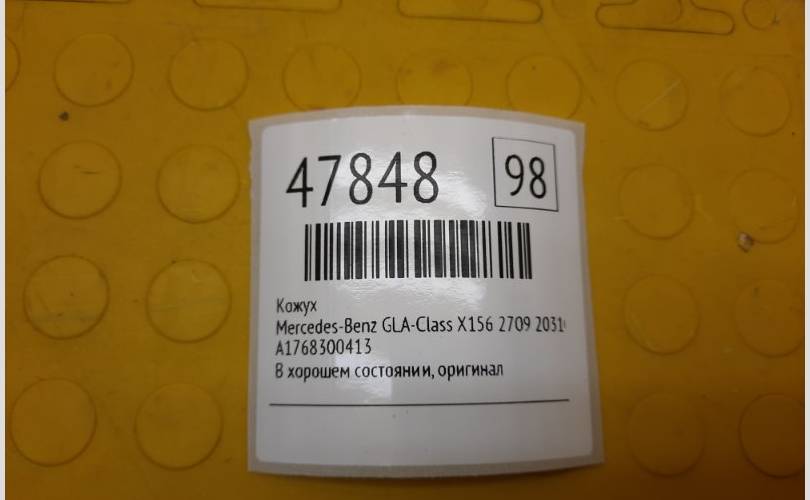 47848 98
Кожух
Mercedes-Benz GLA-Class X156 2709 2031
A1768300413
В хорошем состоянии, оригинал